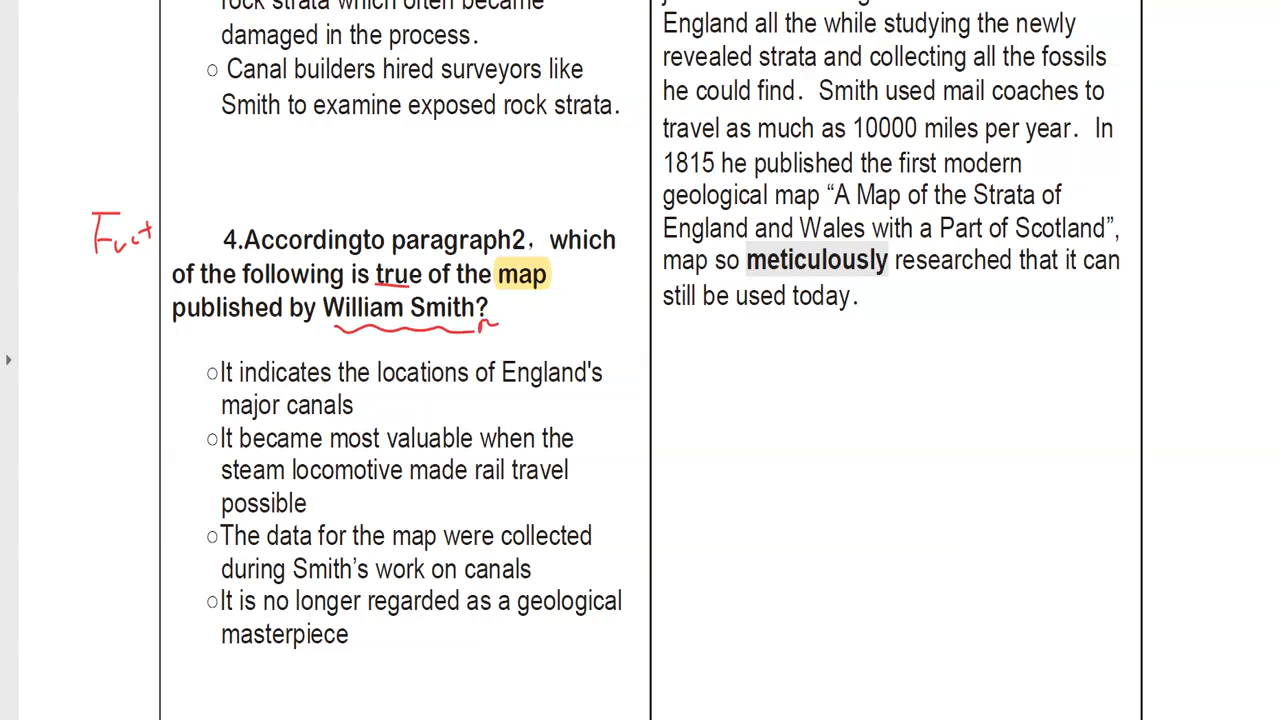 rock strata which often became
damaged in the process.
○ Canal builders hired surveyors like
Smith to examine exposed rock strata.
Fact
4.Accordingto paragraph2, which
of the following is true of the map
published by William Smith?
○It indicates the locations of England's
major canals
○It became most valuable when the
steam locomotive made rail travel
possible
○The data for the map were collected
during Smith’s work on canals
○It is no longer regarded as a geological
masterpiece
England all the while studying the newly
revealed strata and collecting all the fossils
he could find. Smith used mail coaches to
travel as much as 10000 miles per year. In
1815 he published the first modern
geological map “A Map of the Strata of
England and Wales with a Part of Scotland”,
map so meticulously researched that it can
still be used today.